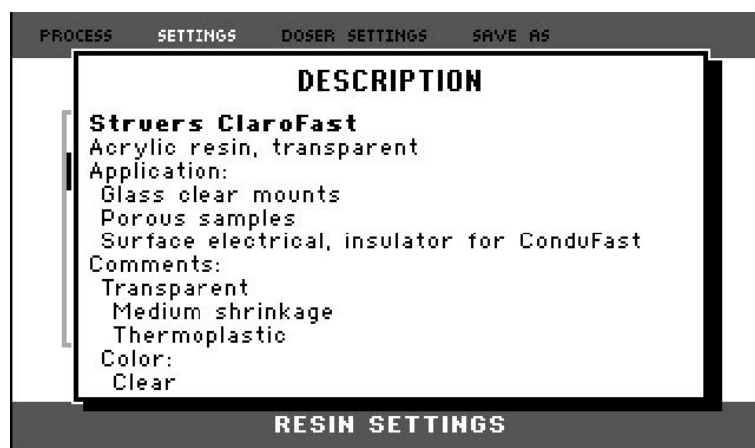 PROCESS SETTINGS DOSER SETTINGS SAVE AS
DESCRIPTION
Struers ClaroFast
Acrylic resin, transparent
Application:
Glass clear mounts
Porous samples
Surface electrical, insulator for ConduFast
Comments:
Transparent
Medium shrinkage
Thermoplastic
Color:
Clear
RESIN SETTINGS